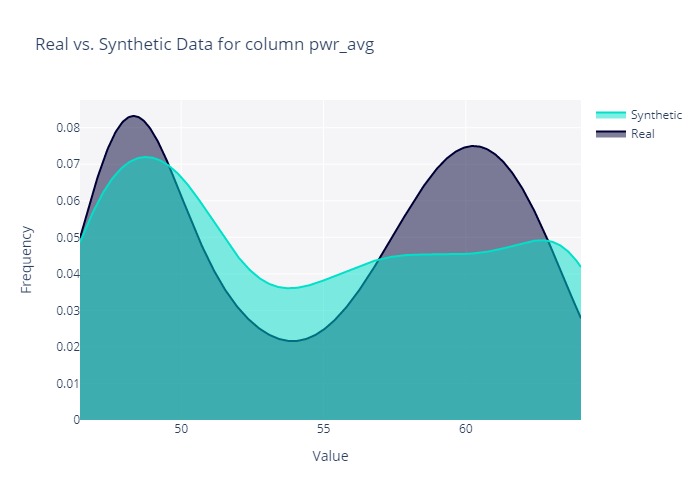 Real vs. Synthetic Data for column pwr_avg
Synthetic
Real
Frequency
0.08
0.07
0.06
0.05
0.04
0.03
0.02
0.01
0
50
55
60
Value